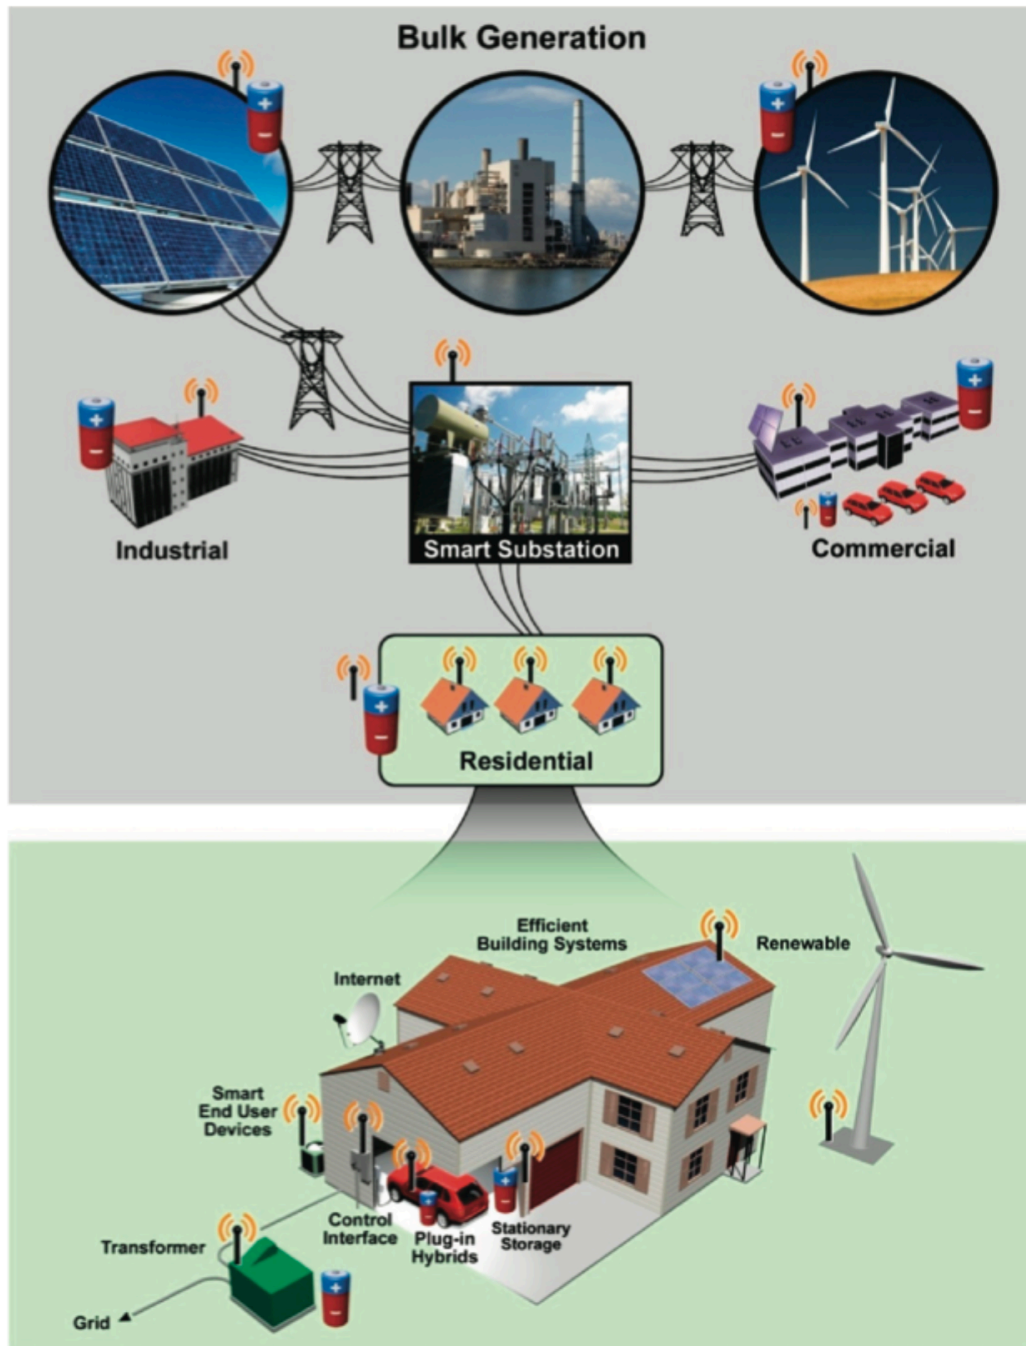 Bulk Generation
Industrial
Smart Substation
Commercial
Residential
Efficient
Building Systems
Renewable
Internet
Smart
End User
Devices
Control
Interface
Plug-in
Hybrids
Stationary
Storage
Transformer
Grid